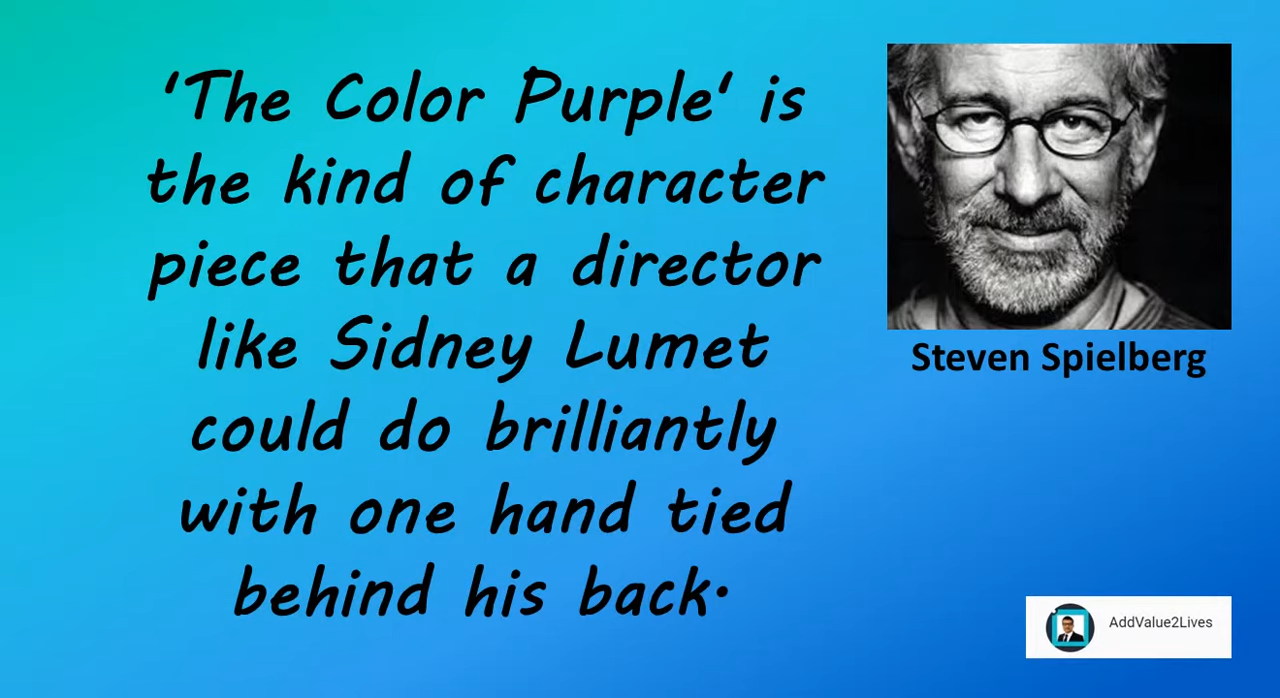 'The Color Purple' is
the kind of character
piece that a director
like Sidney Lumet
could do brilliantly
with one hand tied
behind his back.
Steven Spielberg
AddValue2Lives